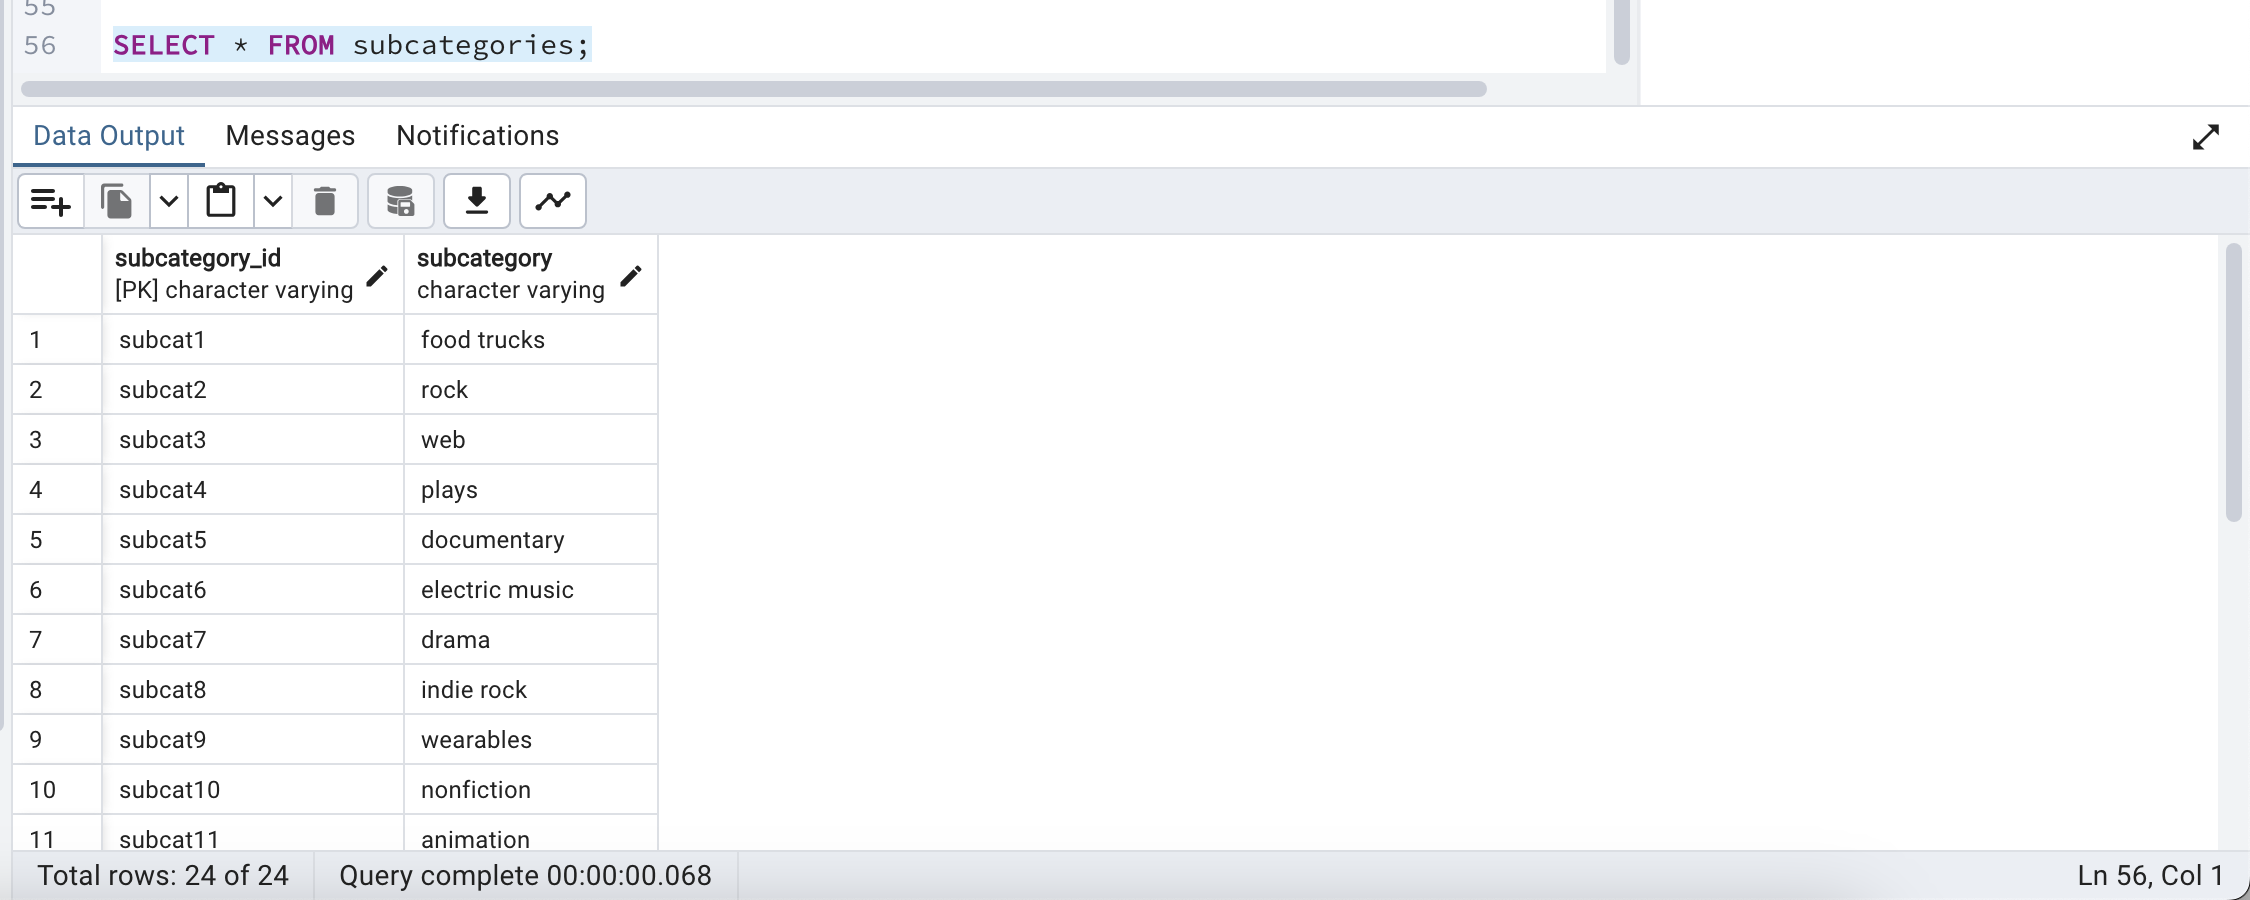 55
56 SELECT * FROM subcategories;
Data Output Messages Notifications
subcategory_id subcategory
[PK] character varying character varying
1 subcat1 food trucks
2 subcat2 rock
3 subcat3 web
4 subcat4 plays
5 subcat5 documentary
6 subcat6 electric music
7 subcat7 drama
8 subcat8 indie rock
9 subcat9 wearables
10 subcat10 nonfiction
11 subcat11 animation
Total rows: 24 of 24 Query complete 00:00:00.068 Ln 56, Col 1